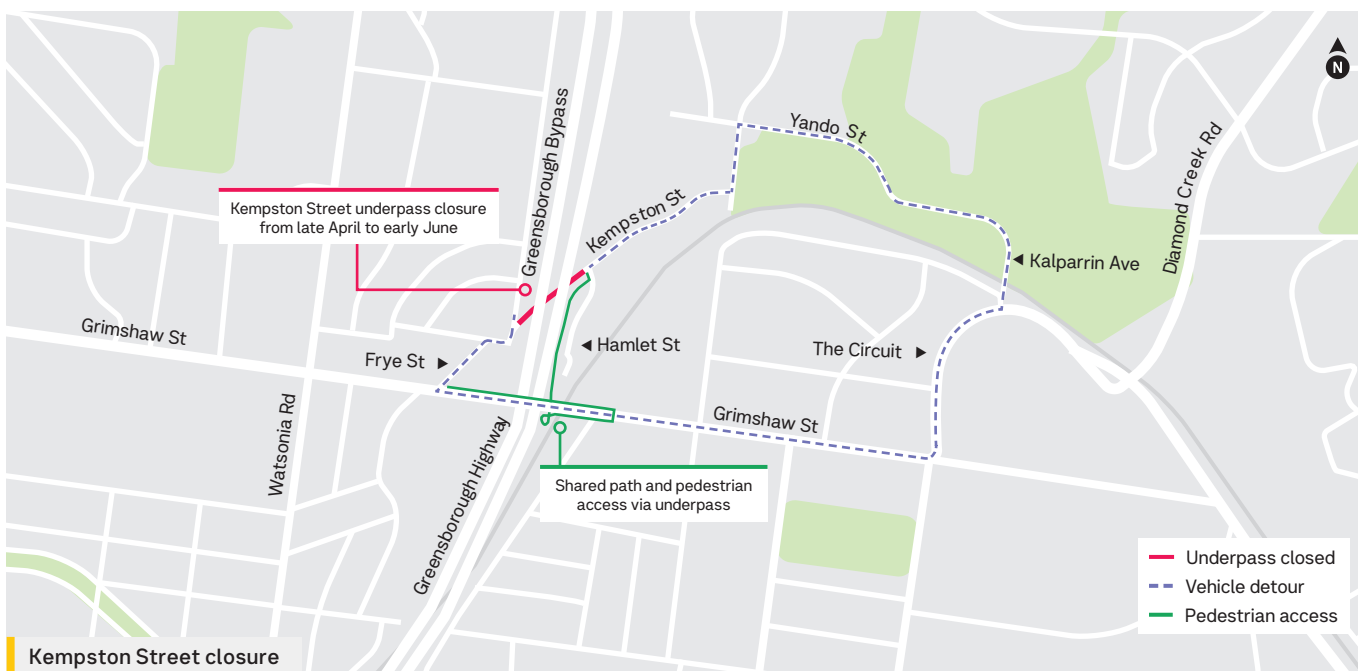 N
Yando St
Diamond Creek Rd
Greensborough Bypass
Kempston Street underpass closure
from late April to early June
Kempston St
Kalparrin Ave
Grimshaw St
Frye St
Hamlet St
The Circuit
Watsonia Rd
Greensborough Highway
Grimshaw St
Shared path and pedestrian
access via underpass
Underpass closed
Vehicle detour
Pedestrian access
Kempston Street closure